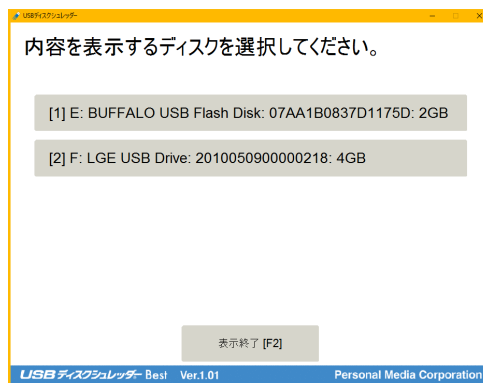 USBディスクシュレッダー
内容を表示するディスクを選択してください。
[1] E: BUFFALO USB Flash Disk: 07AA1B0837D1175D: 2GB
[2] F: LGE USB Drive: 2010050900000218: 4GB
表示終了 [F2]
USB ディスクシュレッダー Best Ver.1.01 Personal Media Corporation